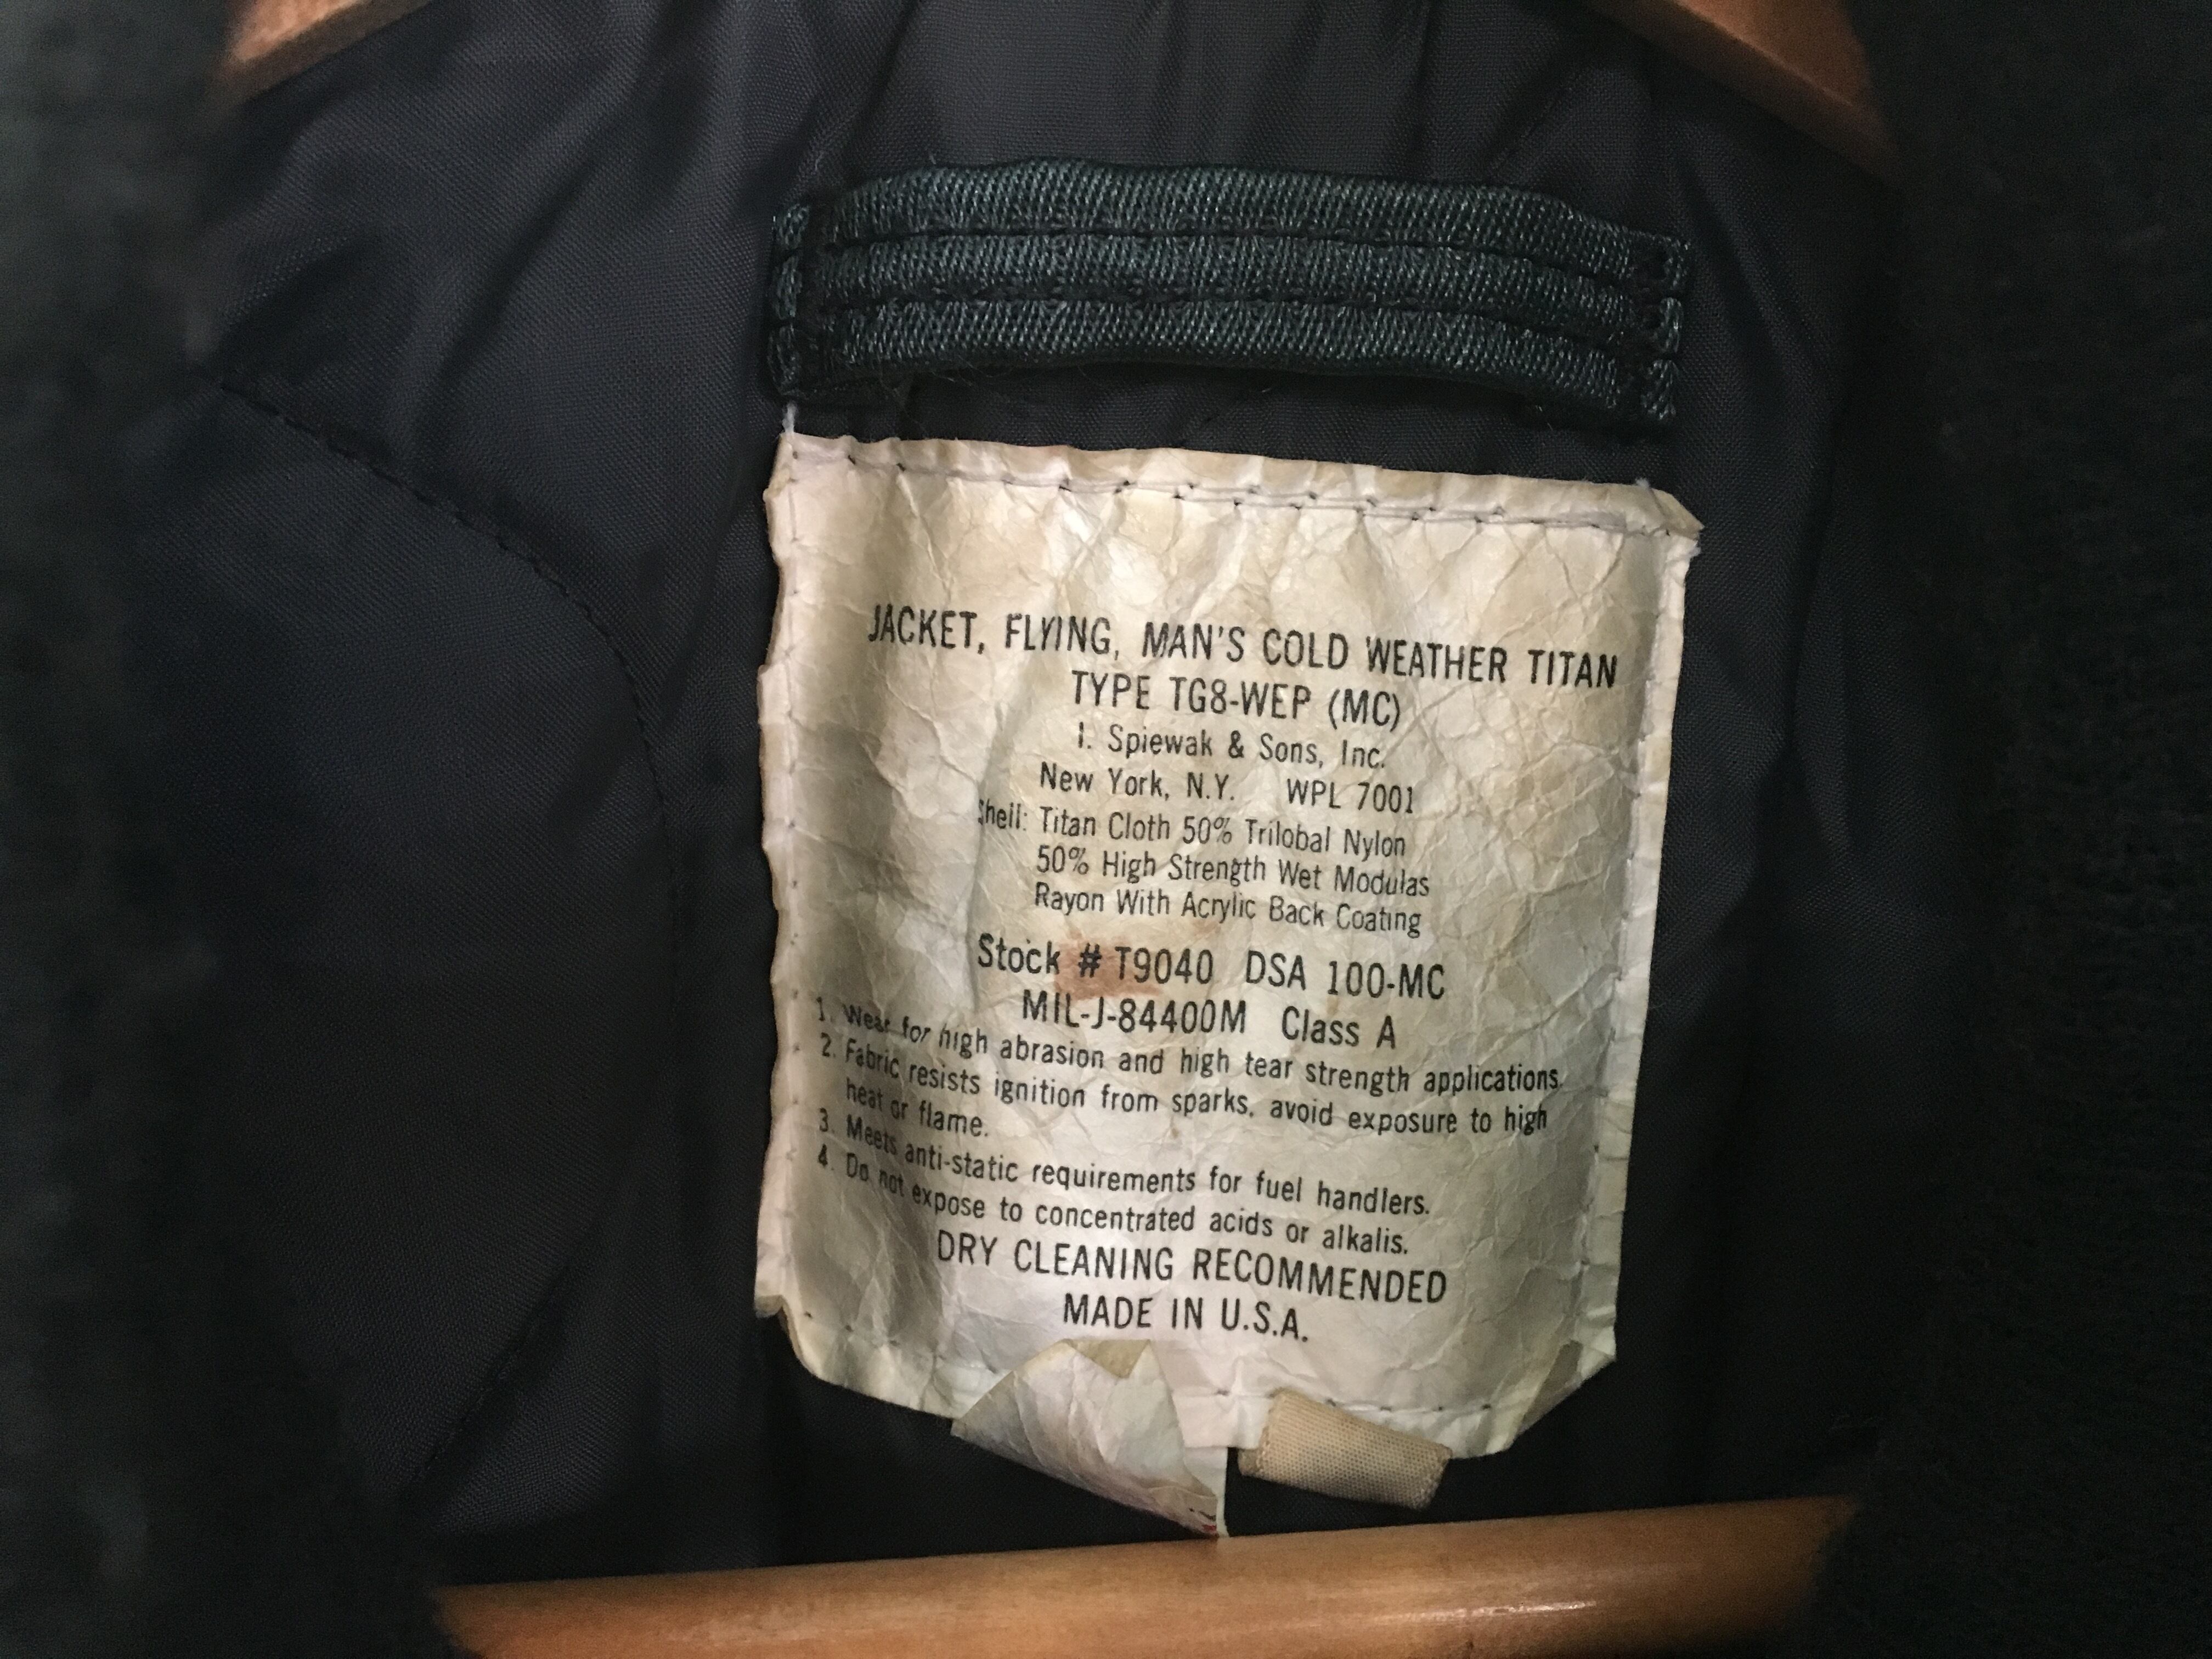 JACKET, FLYING, MAN'S COLD WEATHER TITAN
TYPE TG8-WEP (MC)
I. Spiewak & Sons, Inc.
New York, N.Y. WPL 7001
Shell: Titan Cloth 50% Trilobal Nylon
50% High Strength Wet Modulas
Rayon With Acrylic Back Coating
Stock # T9040 DSA 100-MC
MIL-J-84400M Class A
1. Wear for high abrasion and high tear strength applications.
2. Fabric resists ignition from sparks, avoid exposure to high
heat or flame.
3. Meets anti-static requirements for fuel handlers.
4. Do not expose to concentrated acids or alkalis.
DRY CLEANING RECOMMENDED
MADE IN U.S.A.